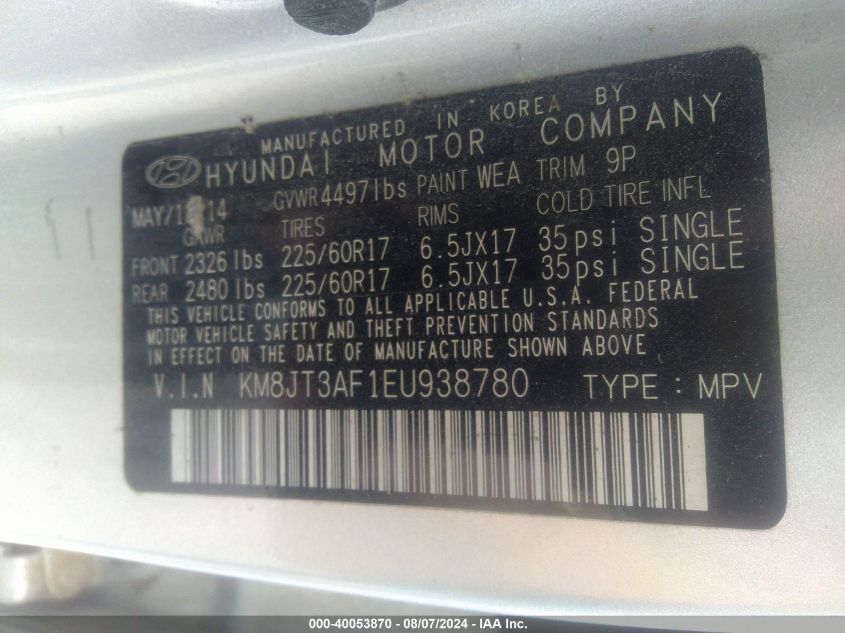 MANUFACTURED IN KOREA BY
HYUNDAI MOTOR COMPANY
GVWR 4497lbs PAINT WEA TRIM 9P
GAWR TIRES RIMS COLD TIRE INFL
FRONT 2326 lbs 225/60R17 6.5JX17 35psi SINGLE
REAR 2480 lbs 225/60R17 6.5JX17 35psi SINGLE
THIS VEHICLE CONFORMS TO ALL APPLICABLE U.S.A. FEDERAL
MOTOR VEHICLE SAFETY AND THEFT PREVENTION STANDARDS
IN EFFECT ON THE DATE OF MANUFACTURE SHOWN ABOVE
V.I.N KM8JT3AF1EU938780 TYPE : MPV
000-40053870 - 08/07/2024 - IAA Inc.